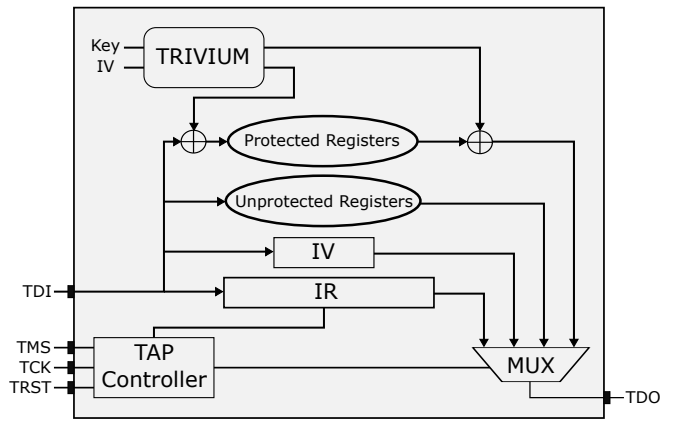 Key
IV
TRIVIUM
Protected Registers
Unprotected Registers
IV
TDI
IR
TMS
TCK
TRST
TAP
Controller
MUX
TDO